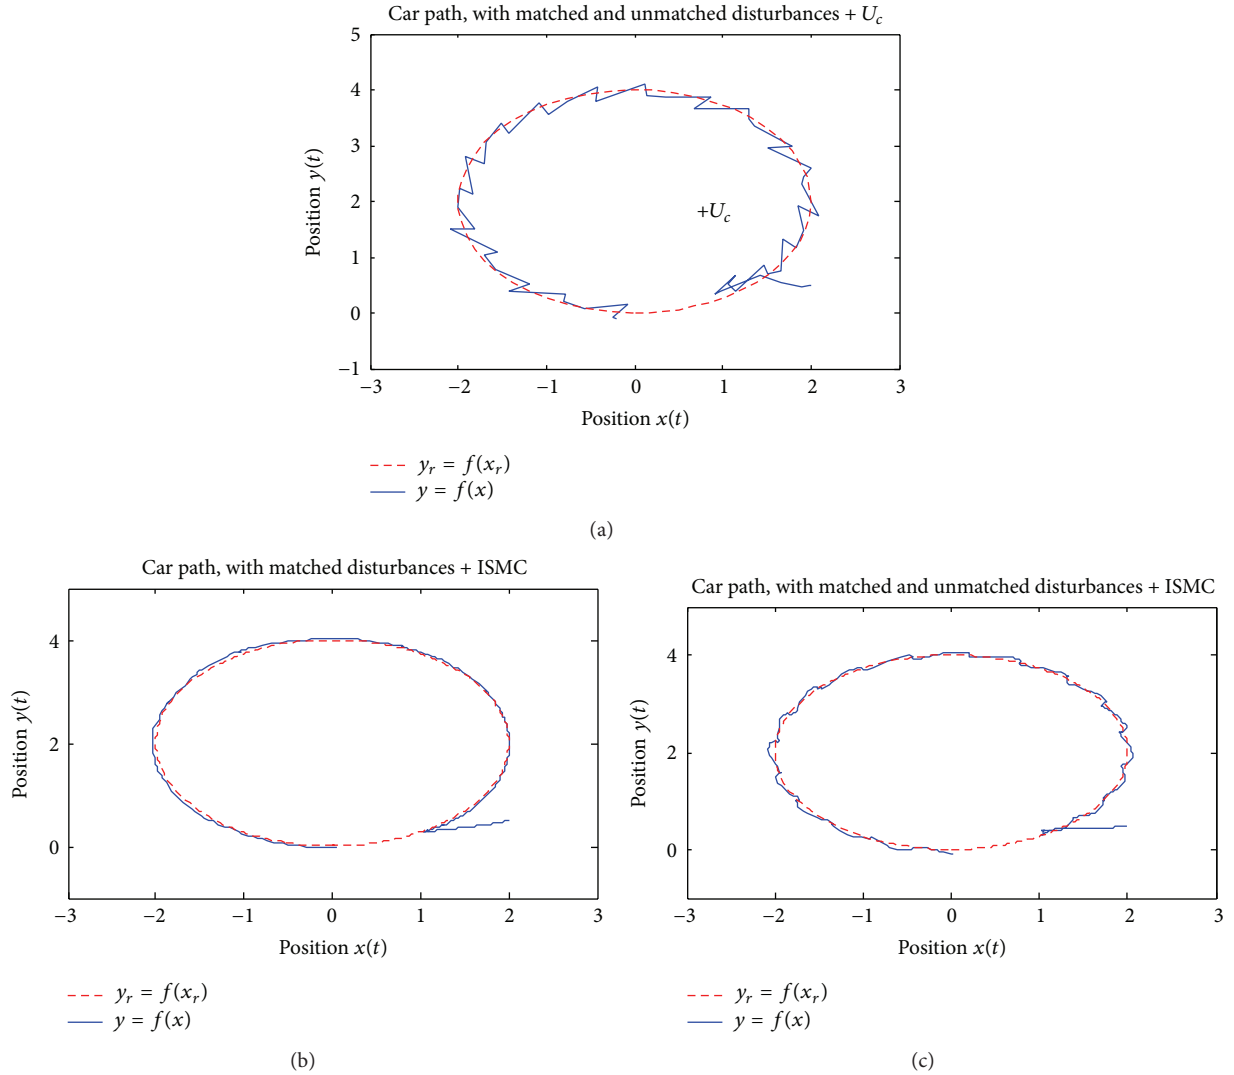 Car path, with matched and unmatched disturbances + U_c
5
4
3
2
1
0
−1
Position y(t)
+U_c
−3
−2
−1
0
1
2
3
Position x(t)
y_r = f(x_r)
y = f(x)
(a)
Car path, with matched disturbances + ISMC
4
2
0
Position y(t)
−3
−2
−1
0
1
2
3
Position x(t)
y_r = f(x_r)
y = f(x)
(b)
Car path, with matched and unmatched disturbances + ISMC
4
2
0
Position y(t)
−3
−2
−1
0
1
2
3
Position x(t)
y_r = f(x_r)
y = f(x)
(c)